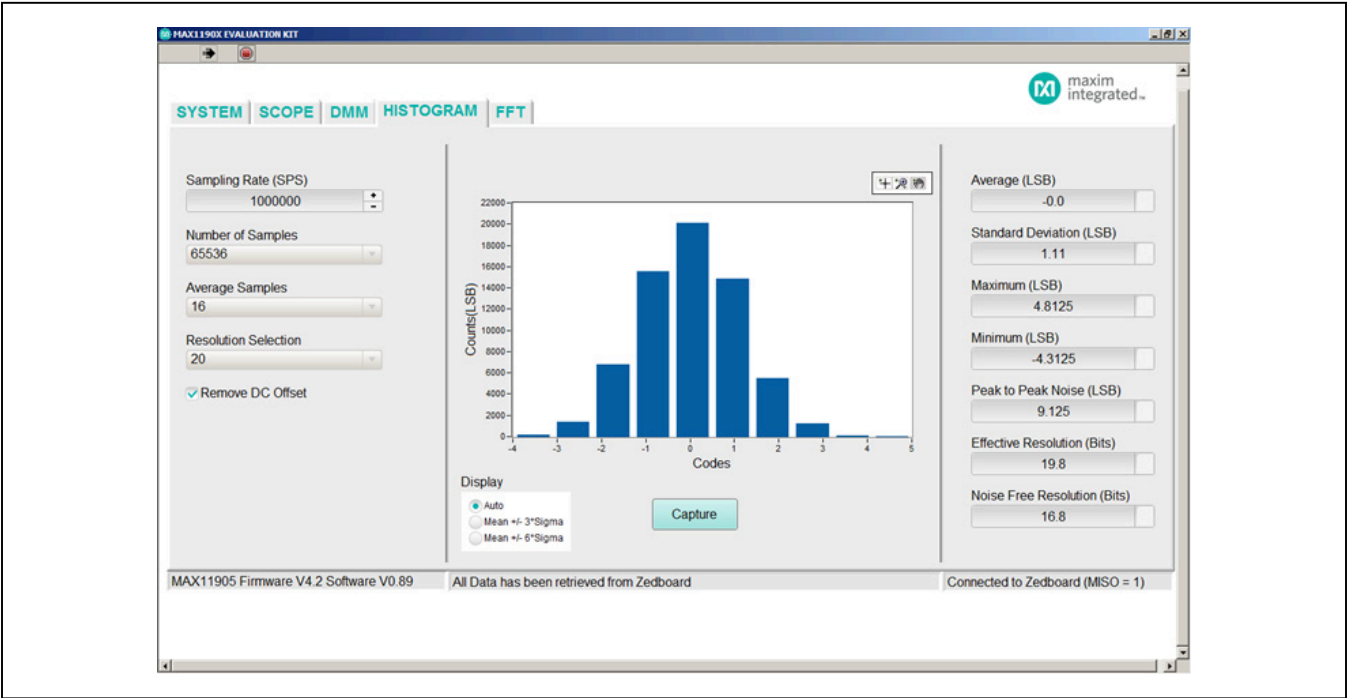 MAX1190X EVALUATION KIT
maxim
integrated™
SYSTEM SCOPE DMM HISTOGRAM FFT
Sampling Rate (SPS)
1000000
Number of Samples
65536
Average Samples
16
Resolution Selection
20
Remove DC Offset
Counts(LSB)
22000
20000
18000
16000
14000
12000
10000
8000
6000
4000
2000
0
-4 -3 -2 -1 0 1 2 3 4 5
Codes
Display
Auto
Mean +/- 3*Sigma
Mean +/- 6*Sigma
Capture
Average (LSB)
-0.0
Standard Deviation (LSB)
1.11
Maximum (LSB)
4.8125
Minimum (LSB)
-4.3125
Peak to Peak Noise (LSB)
9.125
Effective Resolution (Bits)
19.8
Noise Free Resolution (Bits)
16.8
MAX11905 Firmware V4.2 Software V0.89
All Data has been retrieved from Zedboard
Connected to Zedboard (MISO = 1)